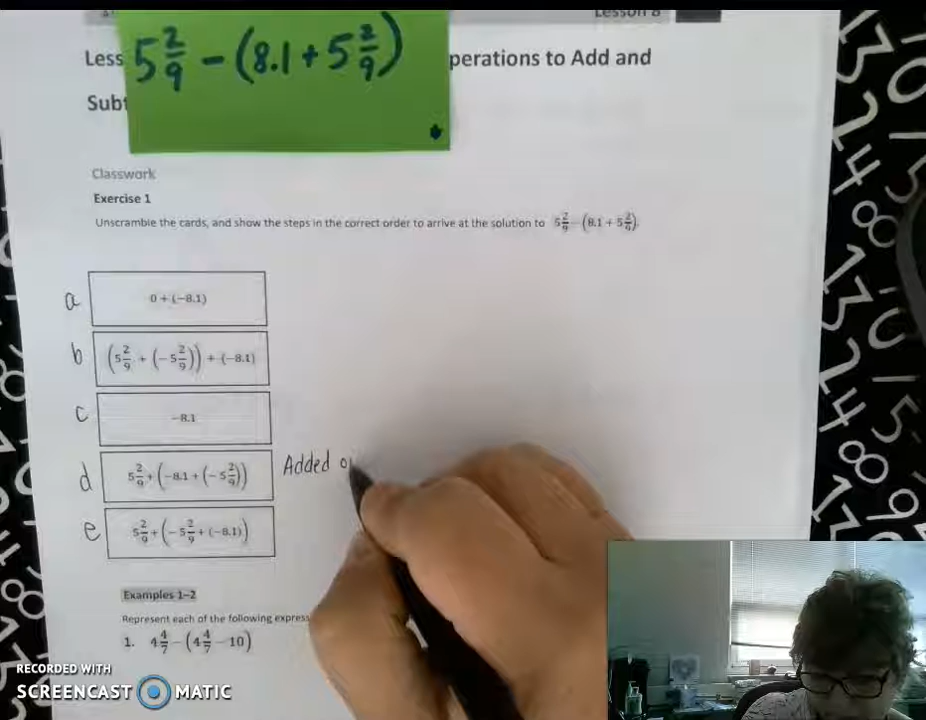 Lesson 8
5 2/9 - (8.1 + 5 2/9)
Less perations to Add and
Subt
Classwork
Exercise 1
Unscramble the cards, and show the steps in the correct order to arrive at the solution to 5 2/9 − (8.1 + 5 2/9).
a 0 + (−8.1)
b (5 2/9 + (−5 2/9)) + (−8.1)
c −8.1
d 5 2/9 + (−8.1 + (−5 2/9)) Added o
e 5 2/9 + (−5 2/9 + (−8.1))
Examples 1–2
Represent each of the following express
1. 4 4/7 − (4 4/7 − 10)
RECORDED WITH
SCREENCAST MATIC